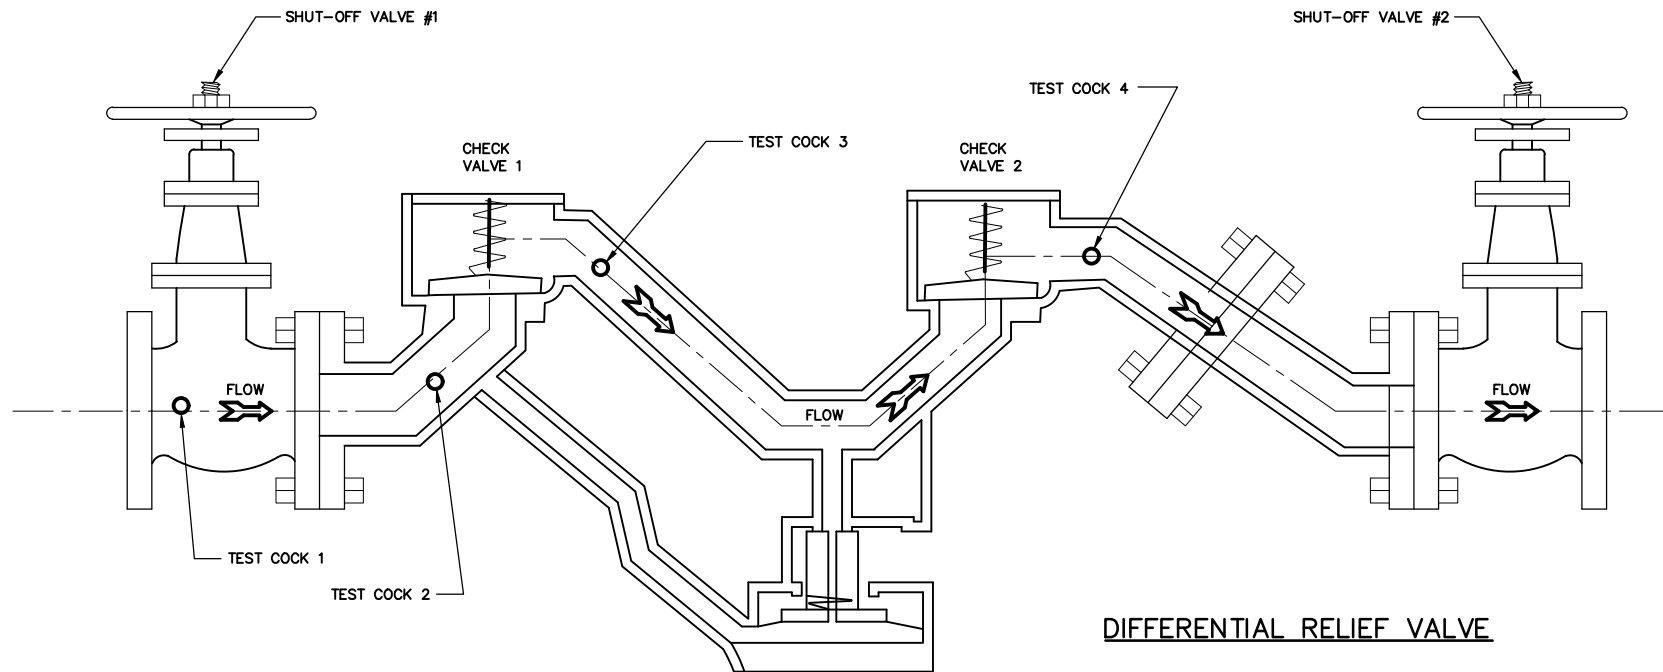 SHUT-OFF VALVE #1
SHUT-OFF VALVE #2
TEST COCK 4
TEST COCK 3
CHECK
VALVE 1
CHECK
VALVE 2
FLOW
FLOW
FLOW
TEST COCK 1
TEST COCK 2
DIFFERENTIAL RELIEF VALVE